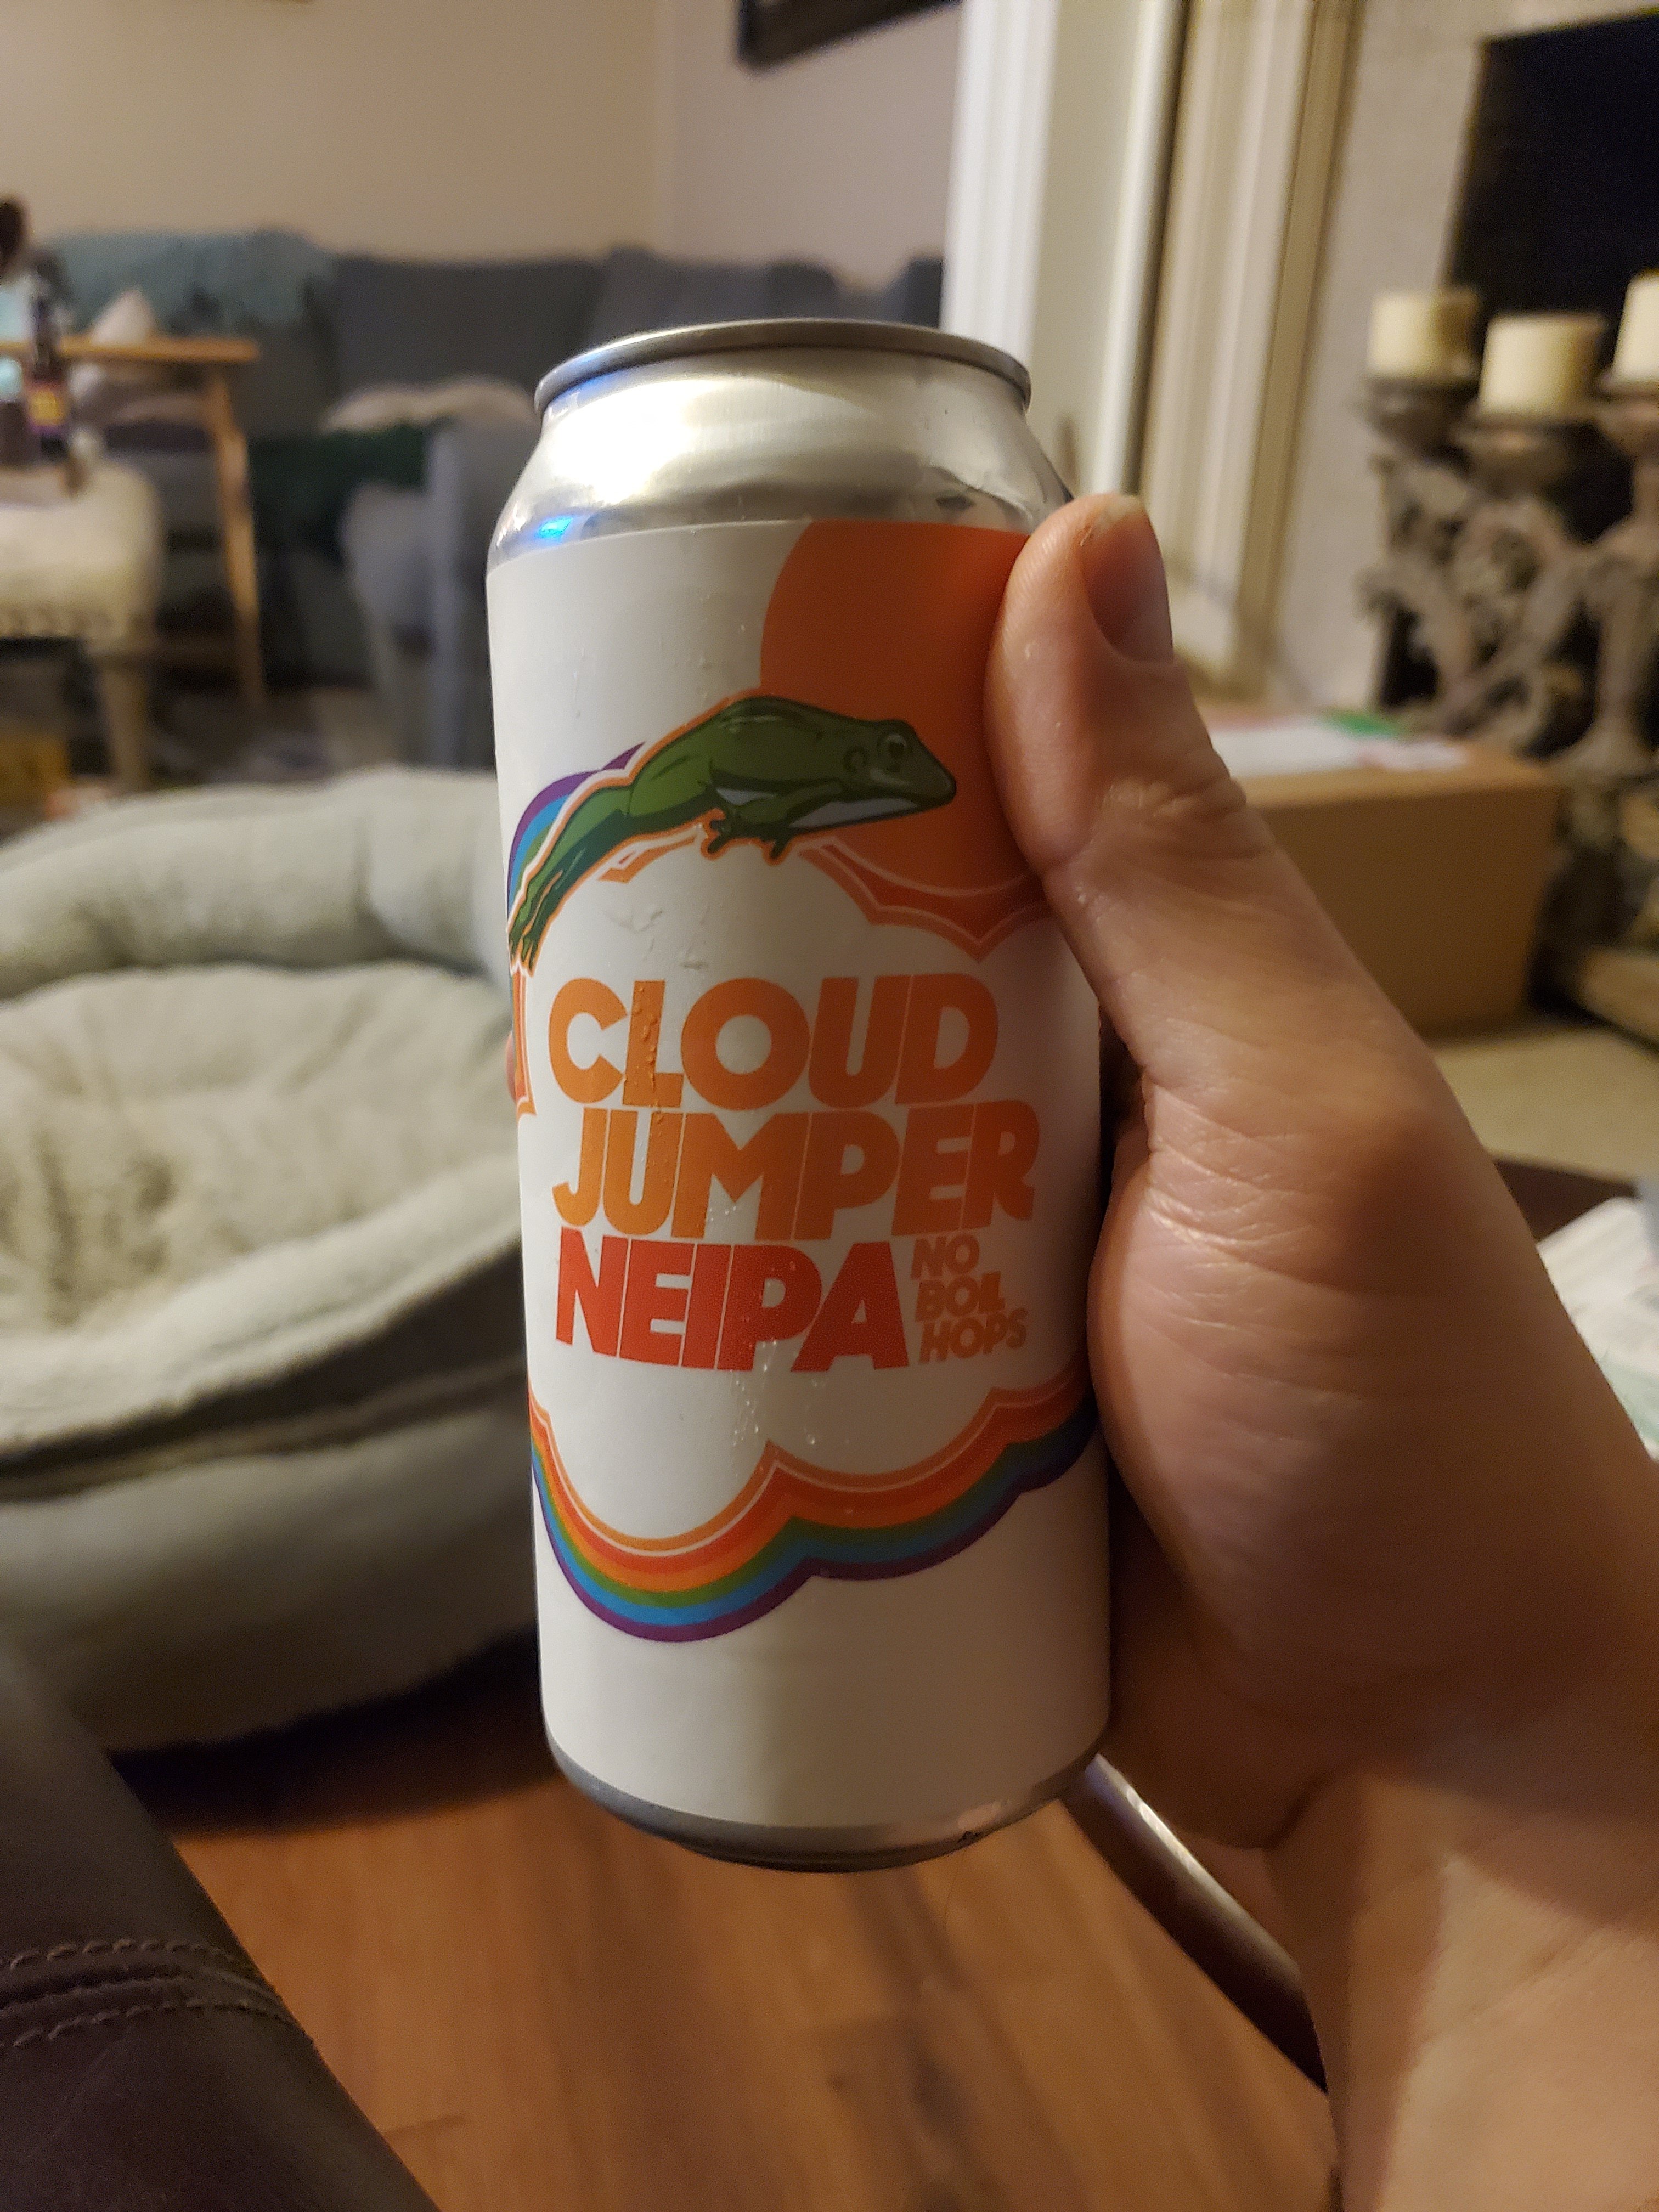 CLOUD
JUMPER
NEIPA
NO
BOIL
HOPS